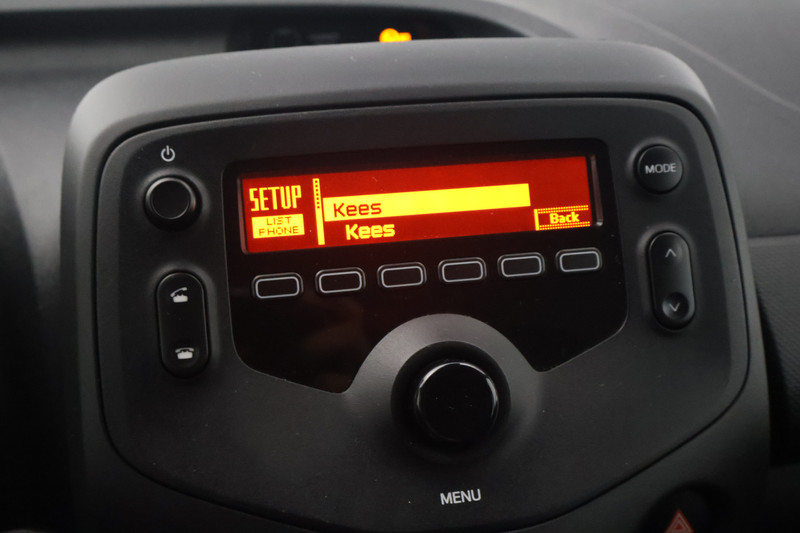 MODE
SETUP
LIST
PHONE
Kees
Kees
Back
MENU